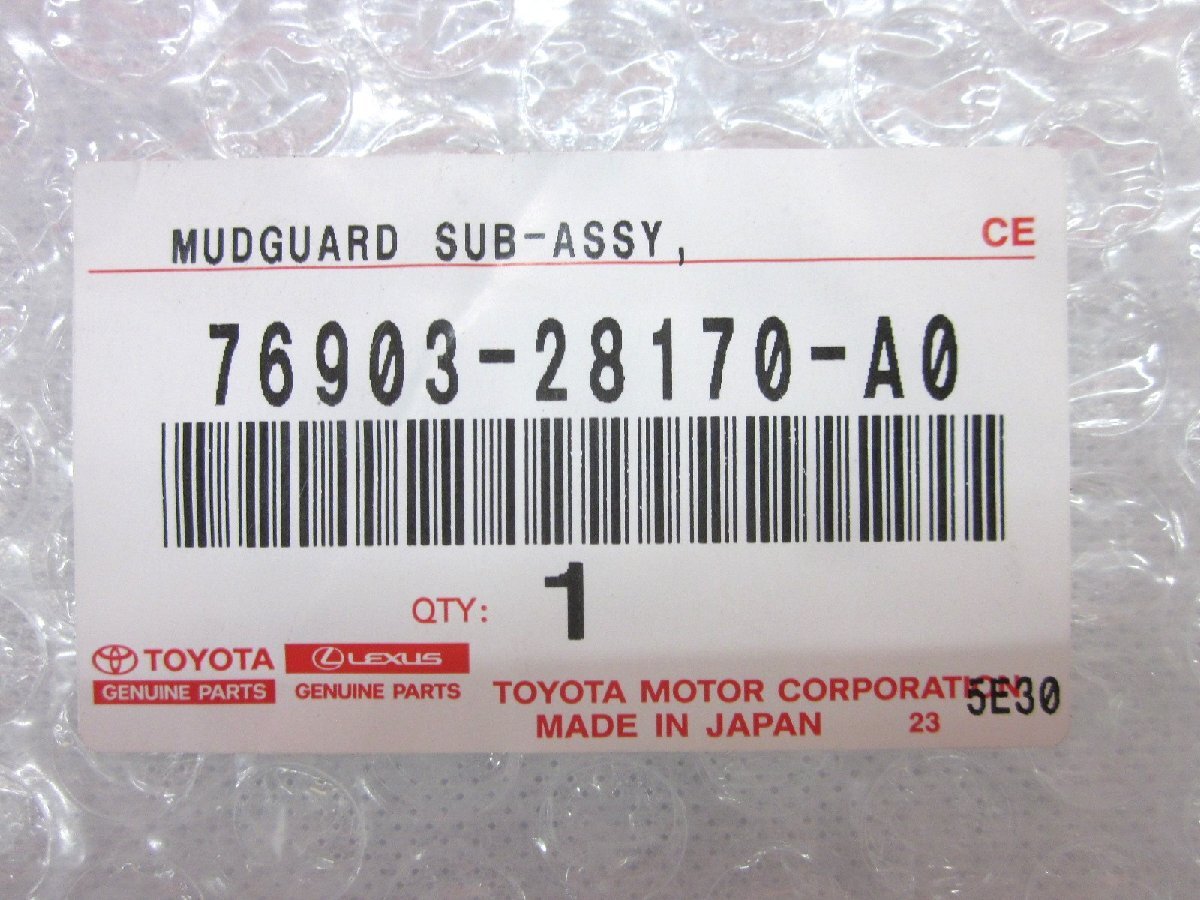 MUDGUARD SUB-ASSY,
CE
76903-28170-A0
QTY: 1
TOYOTA
GENUINE PARTS
LEXUS
GENUINE PARTS
TOYOTA MOTOR CORPORATION
MADE IN JAPAN 23
5E30